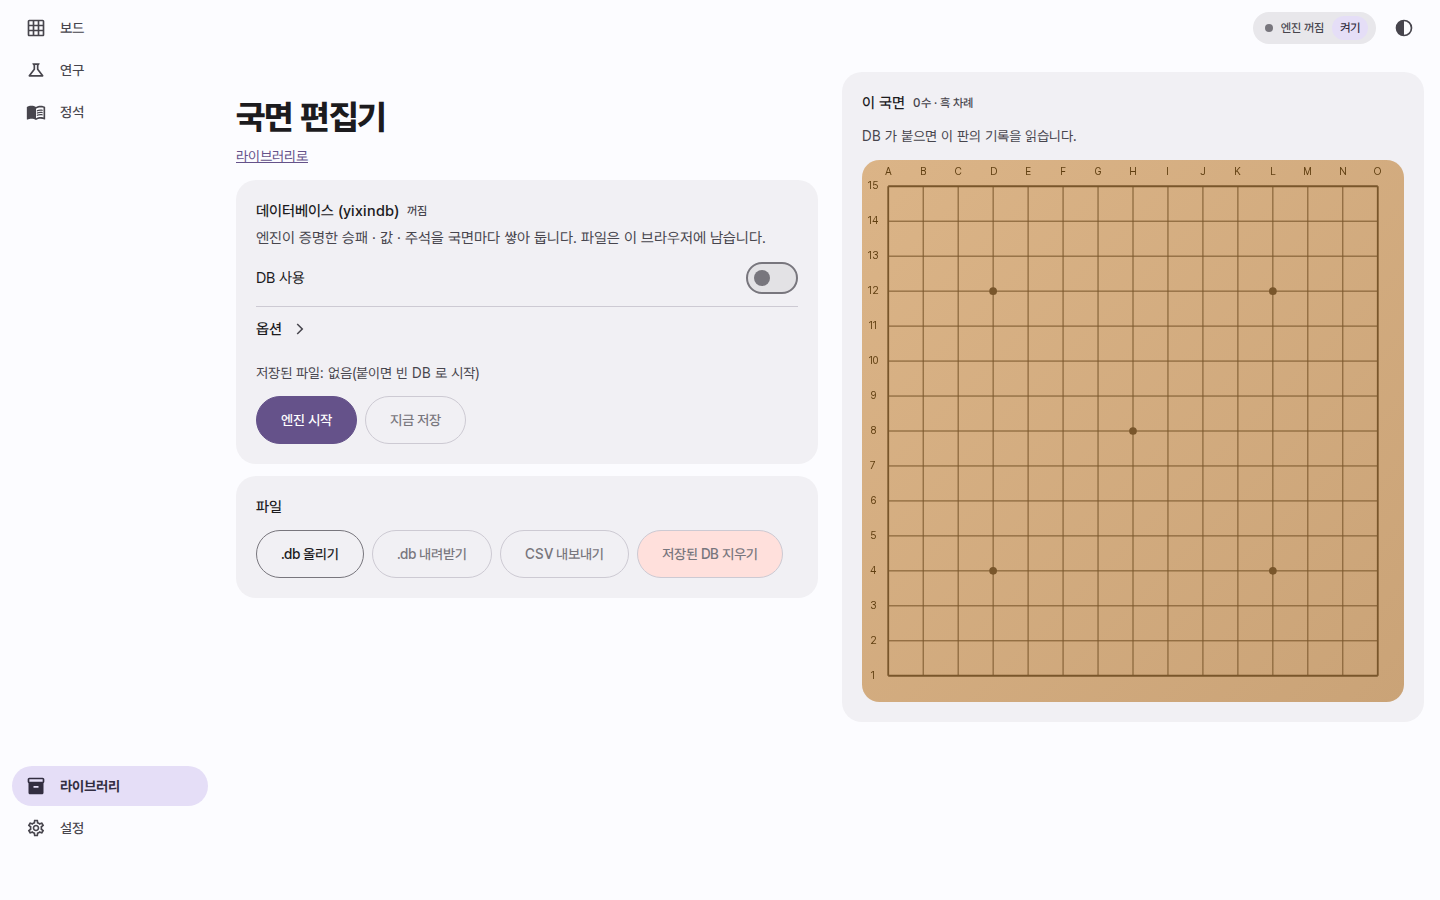 보드
연구
정석
라이브러리
설정
엔진 꺼짐 켜기
국면 편집기
라이브러리로
데이터베이스 (yixindb) 꺼짐
엔진이 증명한 승패 · 값 · 주석을 국면마다 쌓아 둡니다. 파일은 이 브라우저에 남습니다.
DB 사용
옵션
저장된 파일: 없음(붙이면 빈 DB 로 시작)
엔진 시작 지금 저장
파일
.db 올리기 .db 내려받기 CSV 내보내기 저장된 DB 지우기
이 국면 0수 · 흑 차례
DB 가 붙으면 이 판의 기록을 읽습니다.
A B C D E F G H I J K L M N O
15
14
13
12
11
10
9
8
7
6
5
4
3
2
1